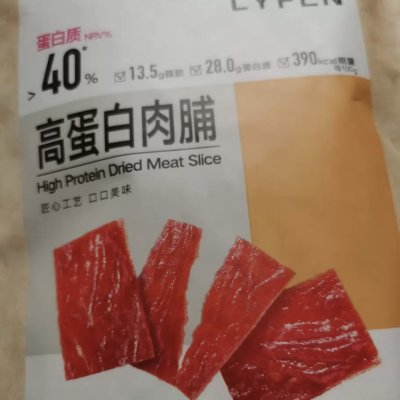 LYFEN
蛋白质 NRV%
>40*%
13.5g脂肪 28.0g蛋白质 390kcal能量
每100g
高蛋白肉脯
High Protein Dried Meat Slice
匠心工艺 口口美味